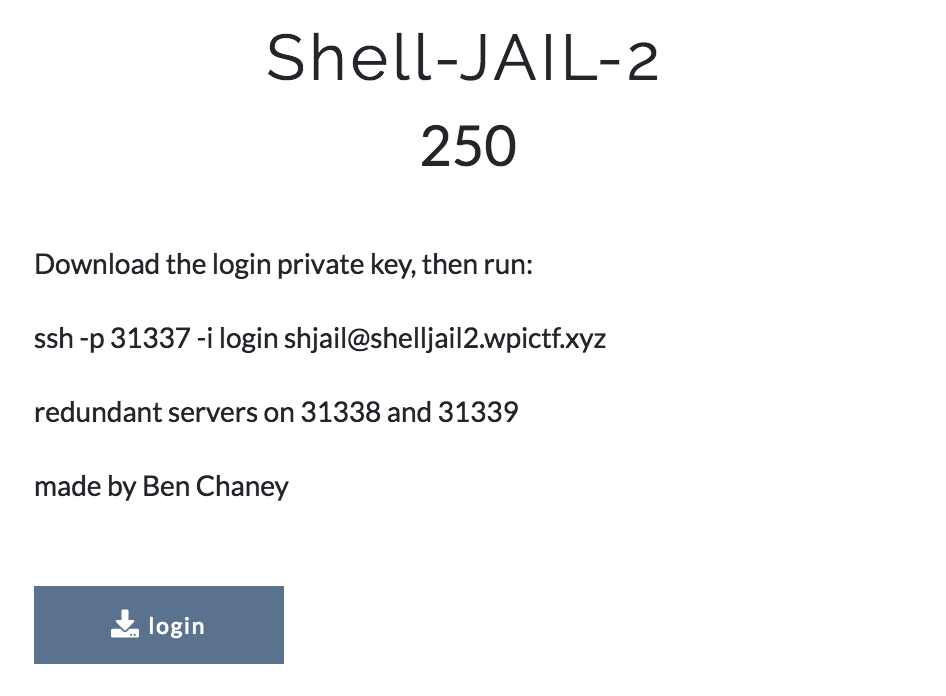 Shell-JAIL-2
250
Download the login private key, then run:
ssh -p 31337 -i login shjail@shelljail2.wpictf.xyz
redundant servers on 31338 and 31339
made by Ben Chaney
login